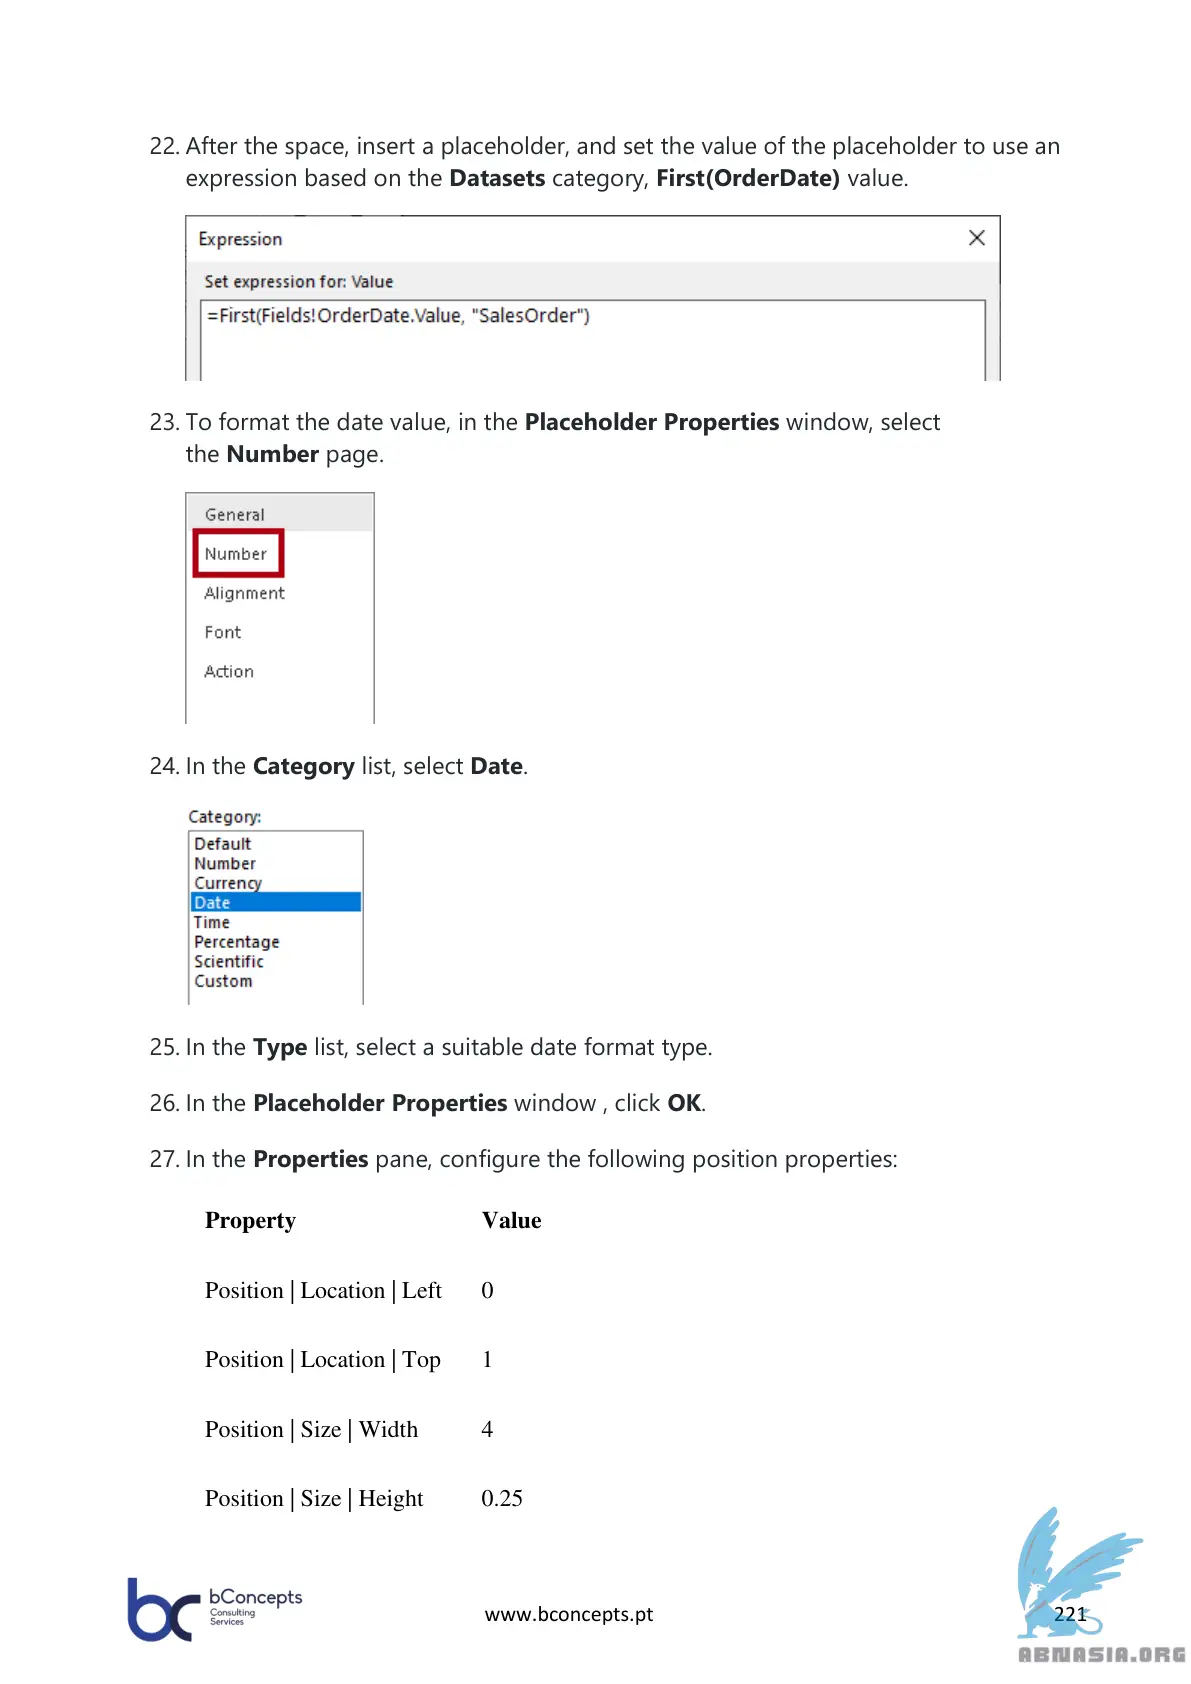 22. After the space, insert a placeholder, and set the value of the placeholder to use an
expression based on the Datasets category, First(OrderDate) value.
Expression
Set expression for: Value
=First(Fields!OrderDate.Value, "SalesOrder")
23. To format the date value, in the Placeholder Properties window, select
the Number page.
General
Number
Alignment
Font
Action
24. In the Category list, select Date.
Category:
Default
Number
Currency
Date
Time
Percentage
Scientific
Custom
25. In the Type list, select a suitable date format type.
26. In the Placeholder Properties window , click OK.
27. In the Properties pane, configure the following position properties:
Property Value
Position | Location | Left 0
Position | Location | Top 1
Position | Size | Width 4
Position | Size | Height 0.25
bc bConcepts
Consulting
Services
www.bconcepts.pt
221
ABNASIA.ORG